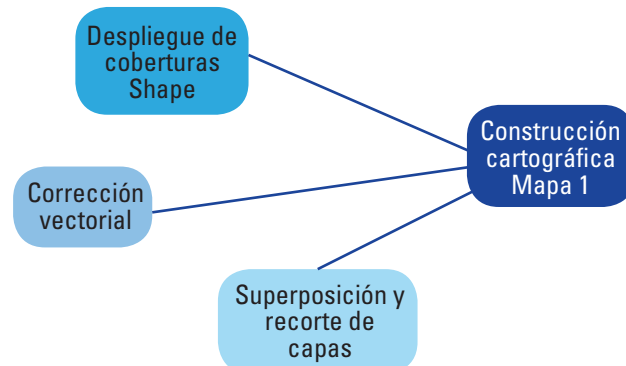 Despliegue de
coberturas
Shape
Construcción
cartográfica
Mapa 1
Corrección
vectorial
Superposición y
recorte de
capas